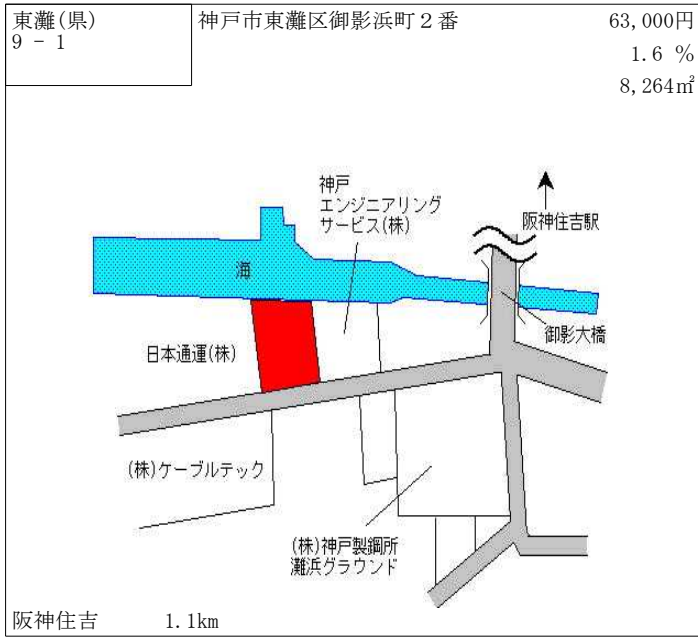 東灘(県)
9 - 1
神戸市東灘区御影浜町２番
63,000円
1.6 %
8,264㎡
神戸
エンジニアリング
サービス(株)
阪神住吉駅
海
御影大橋
日本通運(株)
(株)ケーブルテック
(株)神戸製鋼所
灘浜グラウンド
阪神住吉 1.1km